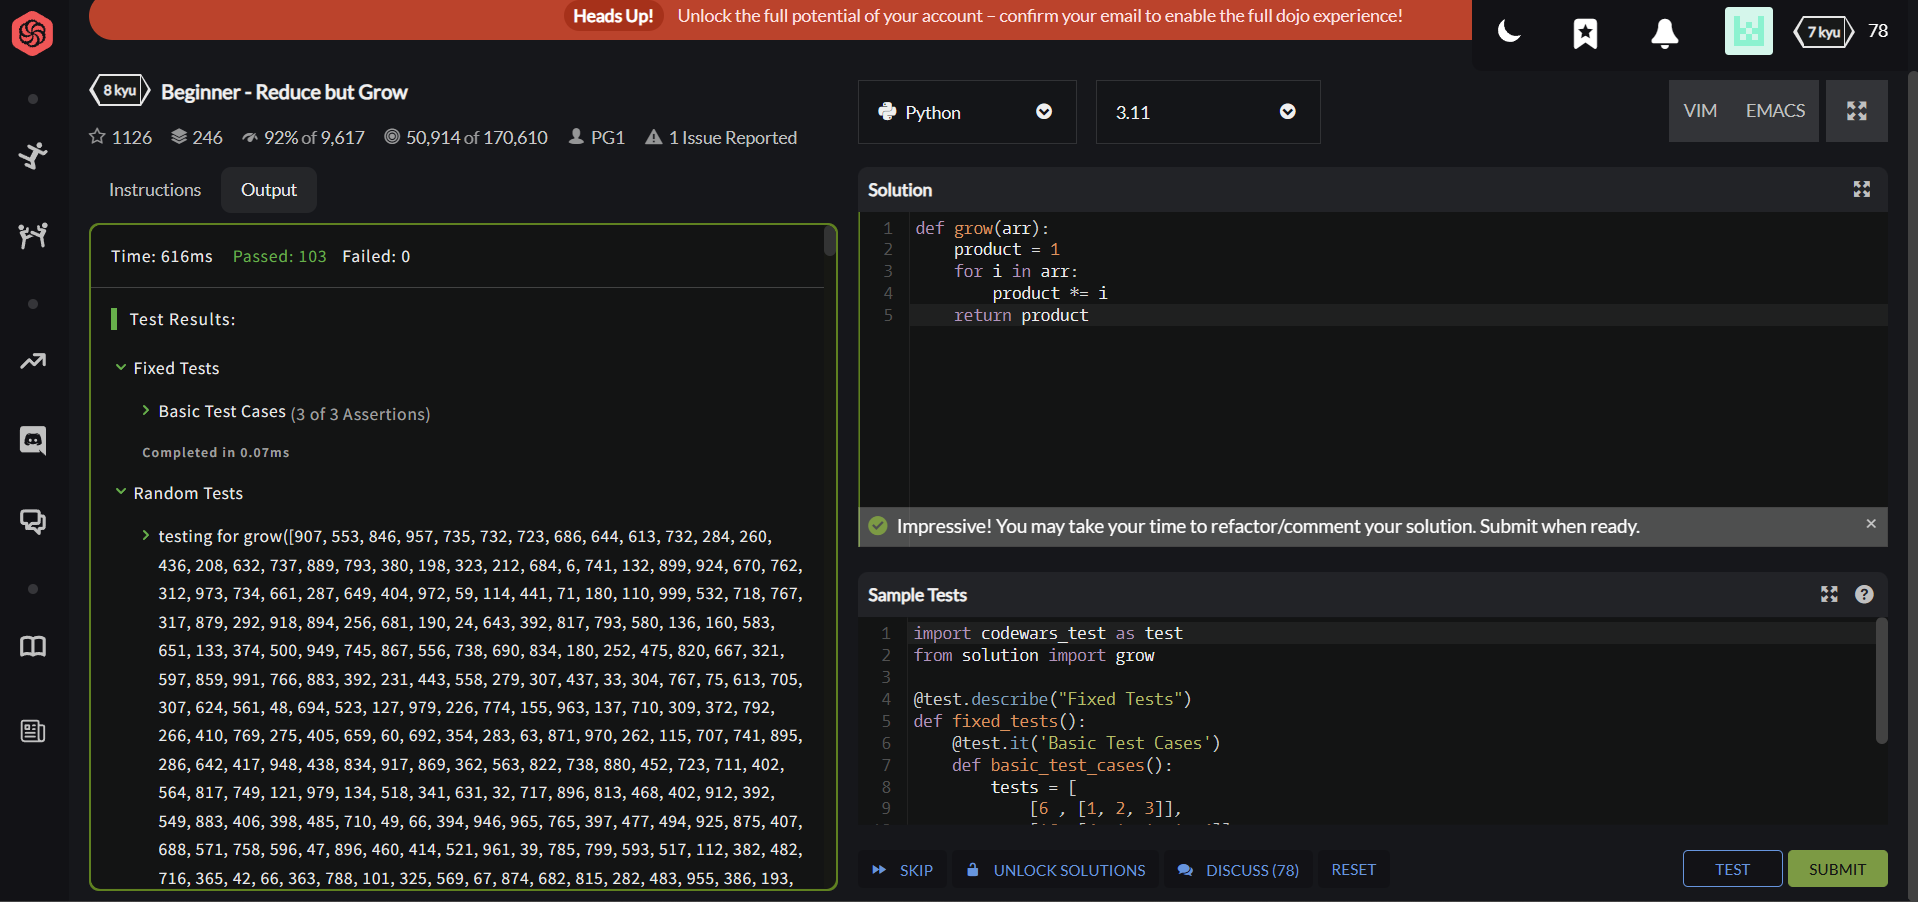 Heads Up! Unlock the full potential of your account – confirm your email to enable the full dojo experience!
7 kyu 78
8 kyu Beginner - Reduce but Grow
1126 246 92% of 9,617 50,914 of 170,610 PG1 1 Issue Reported
Instructions Output
Time: 616ms Passed: 103 Failed: 0
Test Results:
Fixed Tests
Basic Test Cases (3 of 3 Assertions)
Completed in 0.07ms
Random Tests
testing for grow([907, 553, 846, 957, 735, 732, 723, 686, 644, 613, 732, 284, 260,
436, 208, 632, 737, 889, 793, 380, 198, 323, 212, 684, 6, 741, 132, 899, 924, 670, 762,
312, 973, 734, 661, 287, 649, 404, 972, 59, 114, 441, 71, 180, 110, 999, 532, 718, 767,
317, 879, 292, 918, 894, 256, 681, 190, 24, 643, 392, 817, 793, 580, 136, 160, 583,
651, 133, 374, 500, 949, 745, 867, 556, 738, 690, 834, 180, 252, 475, 820, 667, 321,
597, 859, 991, 766, 883, 392, 231, 443, 558, 279, 307, 437, 33, 304, 767, 75, 613, 705,
307, 624, 561, 48, 694, 523, 127, 979, 226, 774, 155, 963, 137, 710, 309, 372, 792,
266, 410, 769, 275, 405, 659, 60, 692, 354, 283, 63, 871, 970, 262, 115, 707, 741, 895,
286, 642, 417, 948, 438, 834, 917, 869, 362, 563, 822, 738, 880, 452, 723, 711, 402,
564, 817, 749, 121, 979, 134, 518, 341, 631, 32, 717, 896, 813, 468, 402, 912, 392,
549, 883, 406, 398, 485, 710, 49, 66, 394, 946, 965, 765, 397, 477, 494, 925, 875, 407,
688, 571, 758, 596, 47, 896, 460, 414, 521, 961, 39, 785, 799, 593, 517, 112, 382, 482,
716, 365, 42, 66, 363, 788, 101, 325, 569, 67, 874, 682, 815, 282, 483, 955, 386, 193,
Python 3.11 VIM EMACS
Solution
1 def grow(arr):
2 product = 1
3 for i in arr:
4 product *= i
5 return product
Impressive! You may take your time to refactor/comment your solution. Submit when ready.
Sample Tests
1 import codewars_test as test
2 from solution import grow
3
4 @test.describe("Fixed Tests")
5 def fixed_tests():
6 @test.it('Basic Test Cases')
7 def basic_test_cases():
8 tests = [
9 [6 , [1, 2, 3]],
SKIP UNLOCK SOLUTIONS DISCUSS (78) RESET TEST SUBMIT